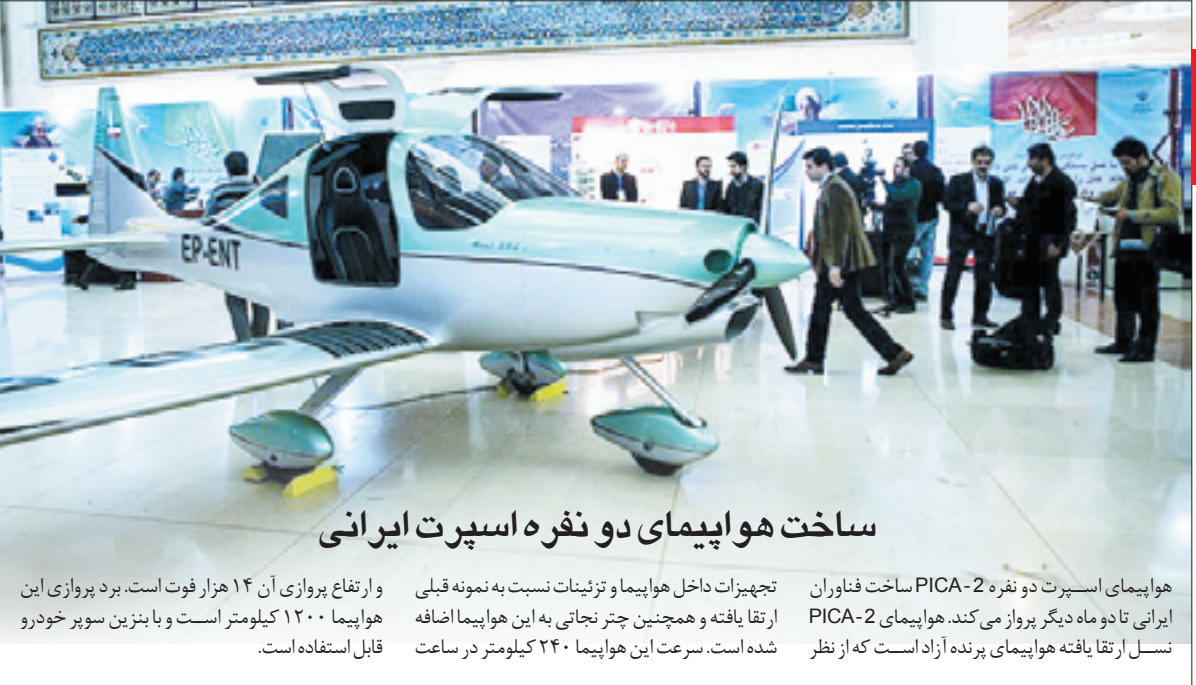 EP-ENT
ساخت هواپیمای دو نفره اسپرت ایرانی
هواپیمای اسپرت دو نفره PICA-2 ساخت فناوران
ایرانی تا دو ماه دیگر پرواز می‌کند. هواپیمای PICA-2
نسل ارتقا یافته هواپیمای پرنده آزاد است که از نظر
تجهیزات داخل هواپیما و تزئینات نسبت به نمونه قبلی
ارتقا یافته و همچنین چتر نجاتی به این هواپیما اضافه
شده است. سرعت این هواپیما ۲۴۰ کیلومتر در ساعت
و ارتفاع پروازی آن ۱۴ هزار فوت است. برد پروازی این
هواپیما ۱۲۰۰ کیلومتر است و با بنزین سوپر خودرو
قابل استفاده است.